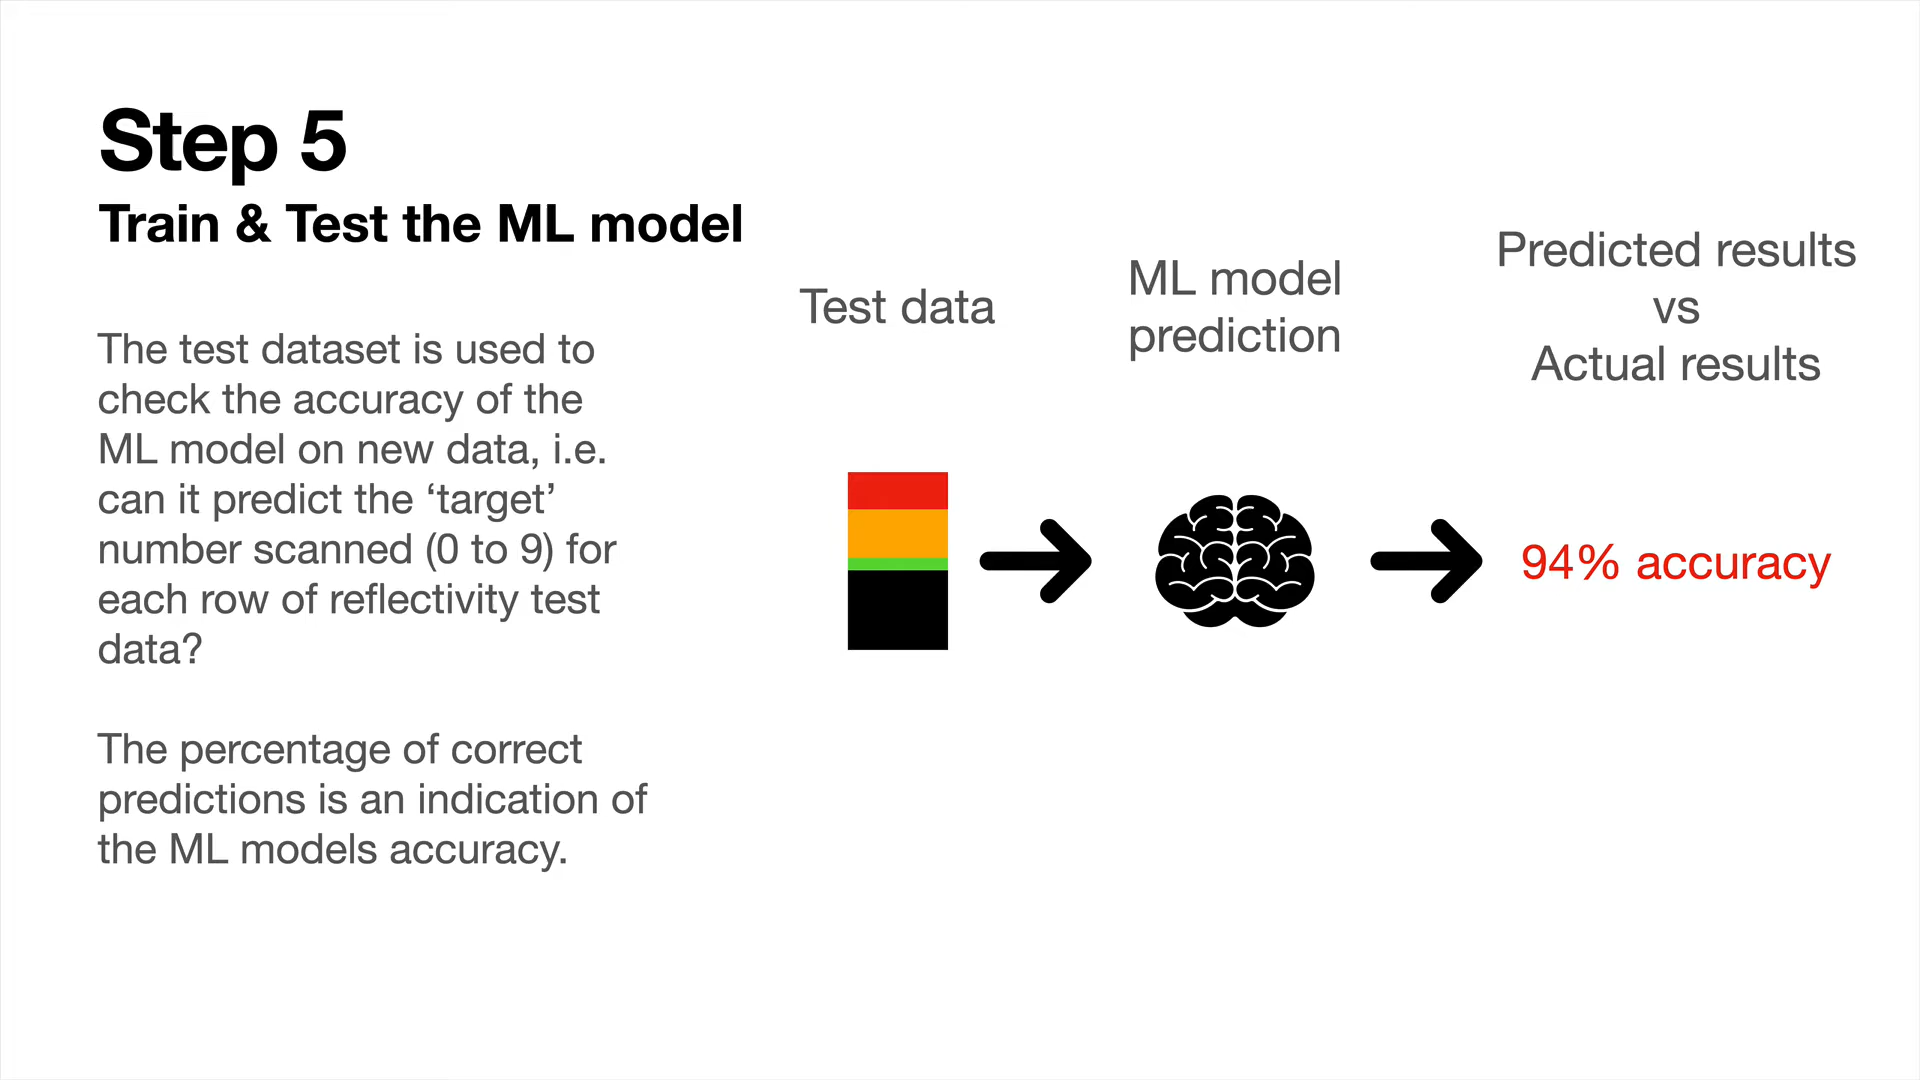 Step 5
Train & Test the ML model
The test dataset is used to
check the accuracy of the
ML model on new data, i.e.
can it predict the ‘target’
number scanned (0 to 9) for
each row of reflectivity test
data?
The percentage of correct
predictions is an indication of
the ML models accuracy.
Test data
ML model
prediction
Predicted results
vs
Actual results
94% accuracy